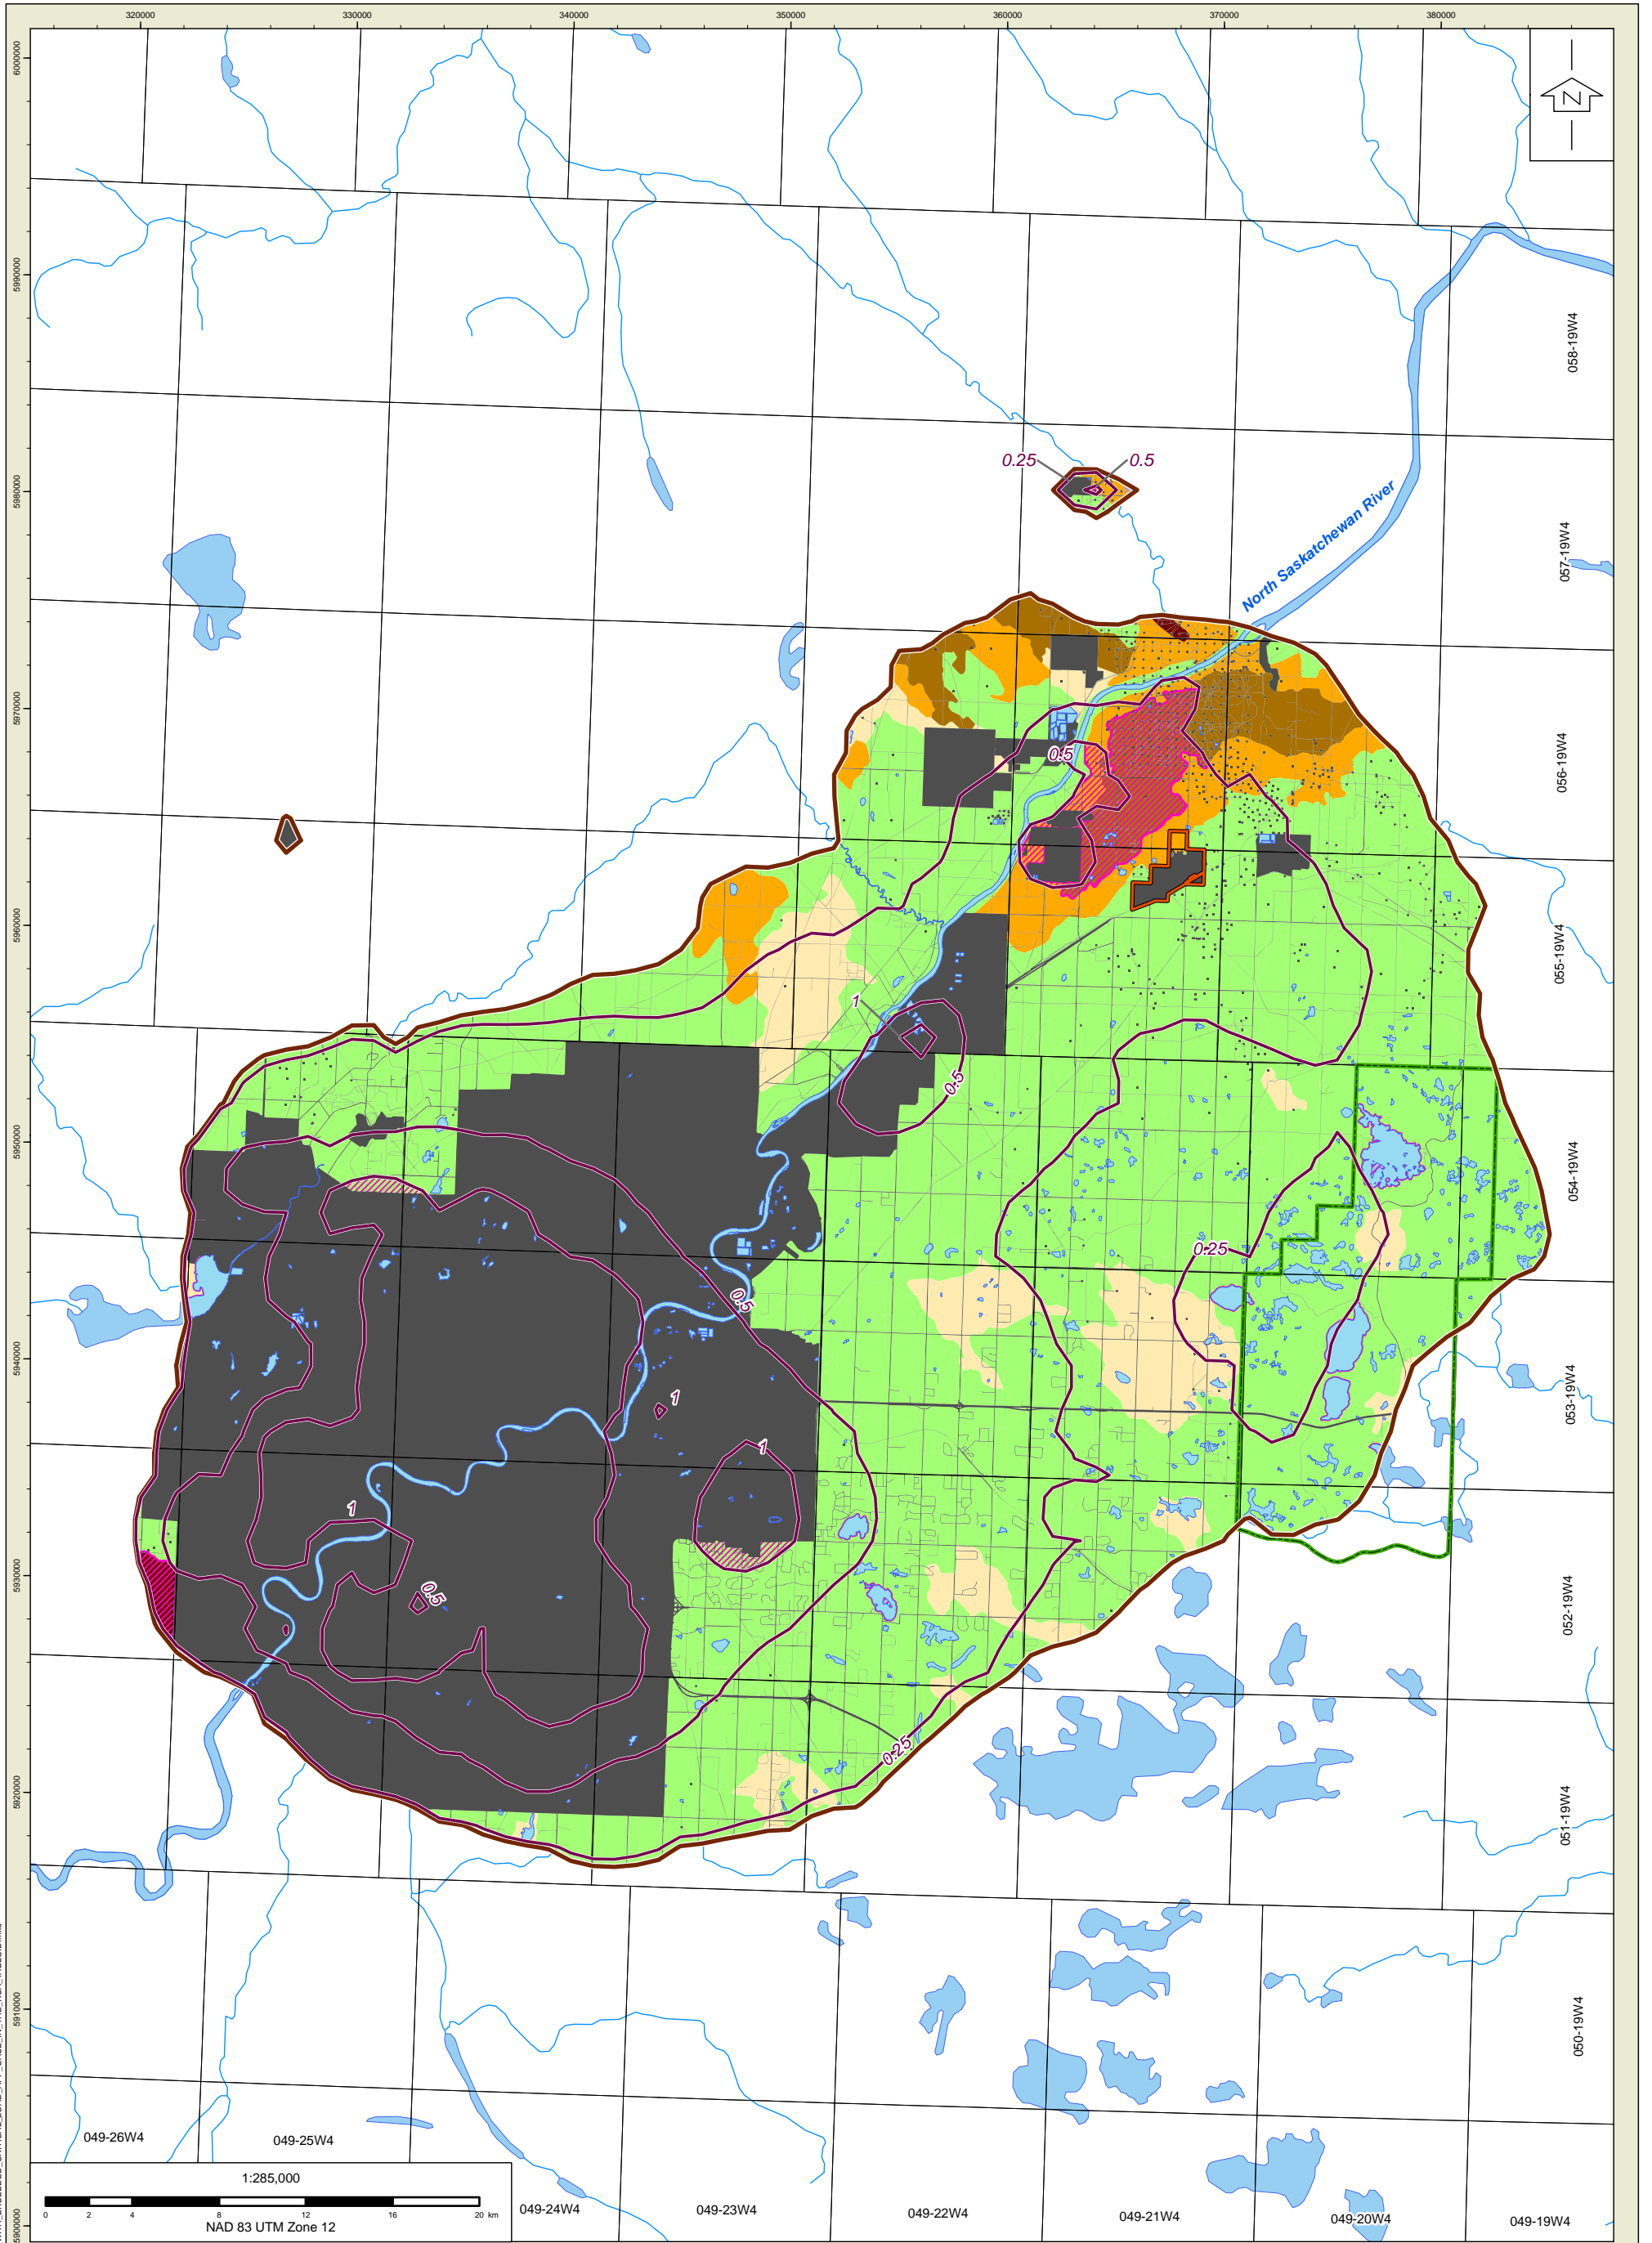 320000 330000 340000 350000 360000 370000 380000
6000000
N
5990000
058-19W4
0.25
0.5
5980000
North Saskatchewan River
057-19W4
5970000
0.5
056-19W4
5960000
055-19W4
1
0.5
5950000
054-19W4
0.25
0.5
5940000
1
053-19W4
1
1
5930000
0.5
052-19W4
0.25
5920000
051-19W4
5910000
050-19W4
049-26W4
049-25W4
1:285,000
0 2 4 8 12 16 20 km
NAD 83 UTM Zone 12
049-24W4
049-23W4
049-22W4
049-21W4
049-20W4
049-19W4
5900000